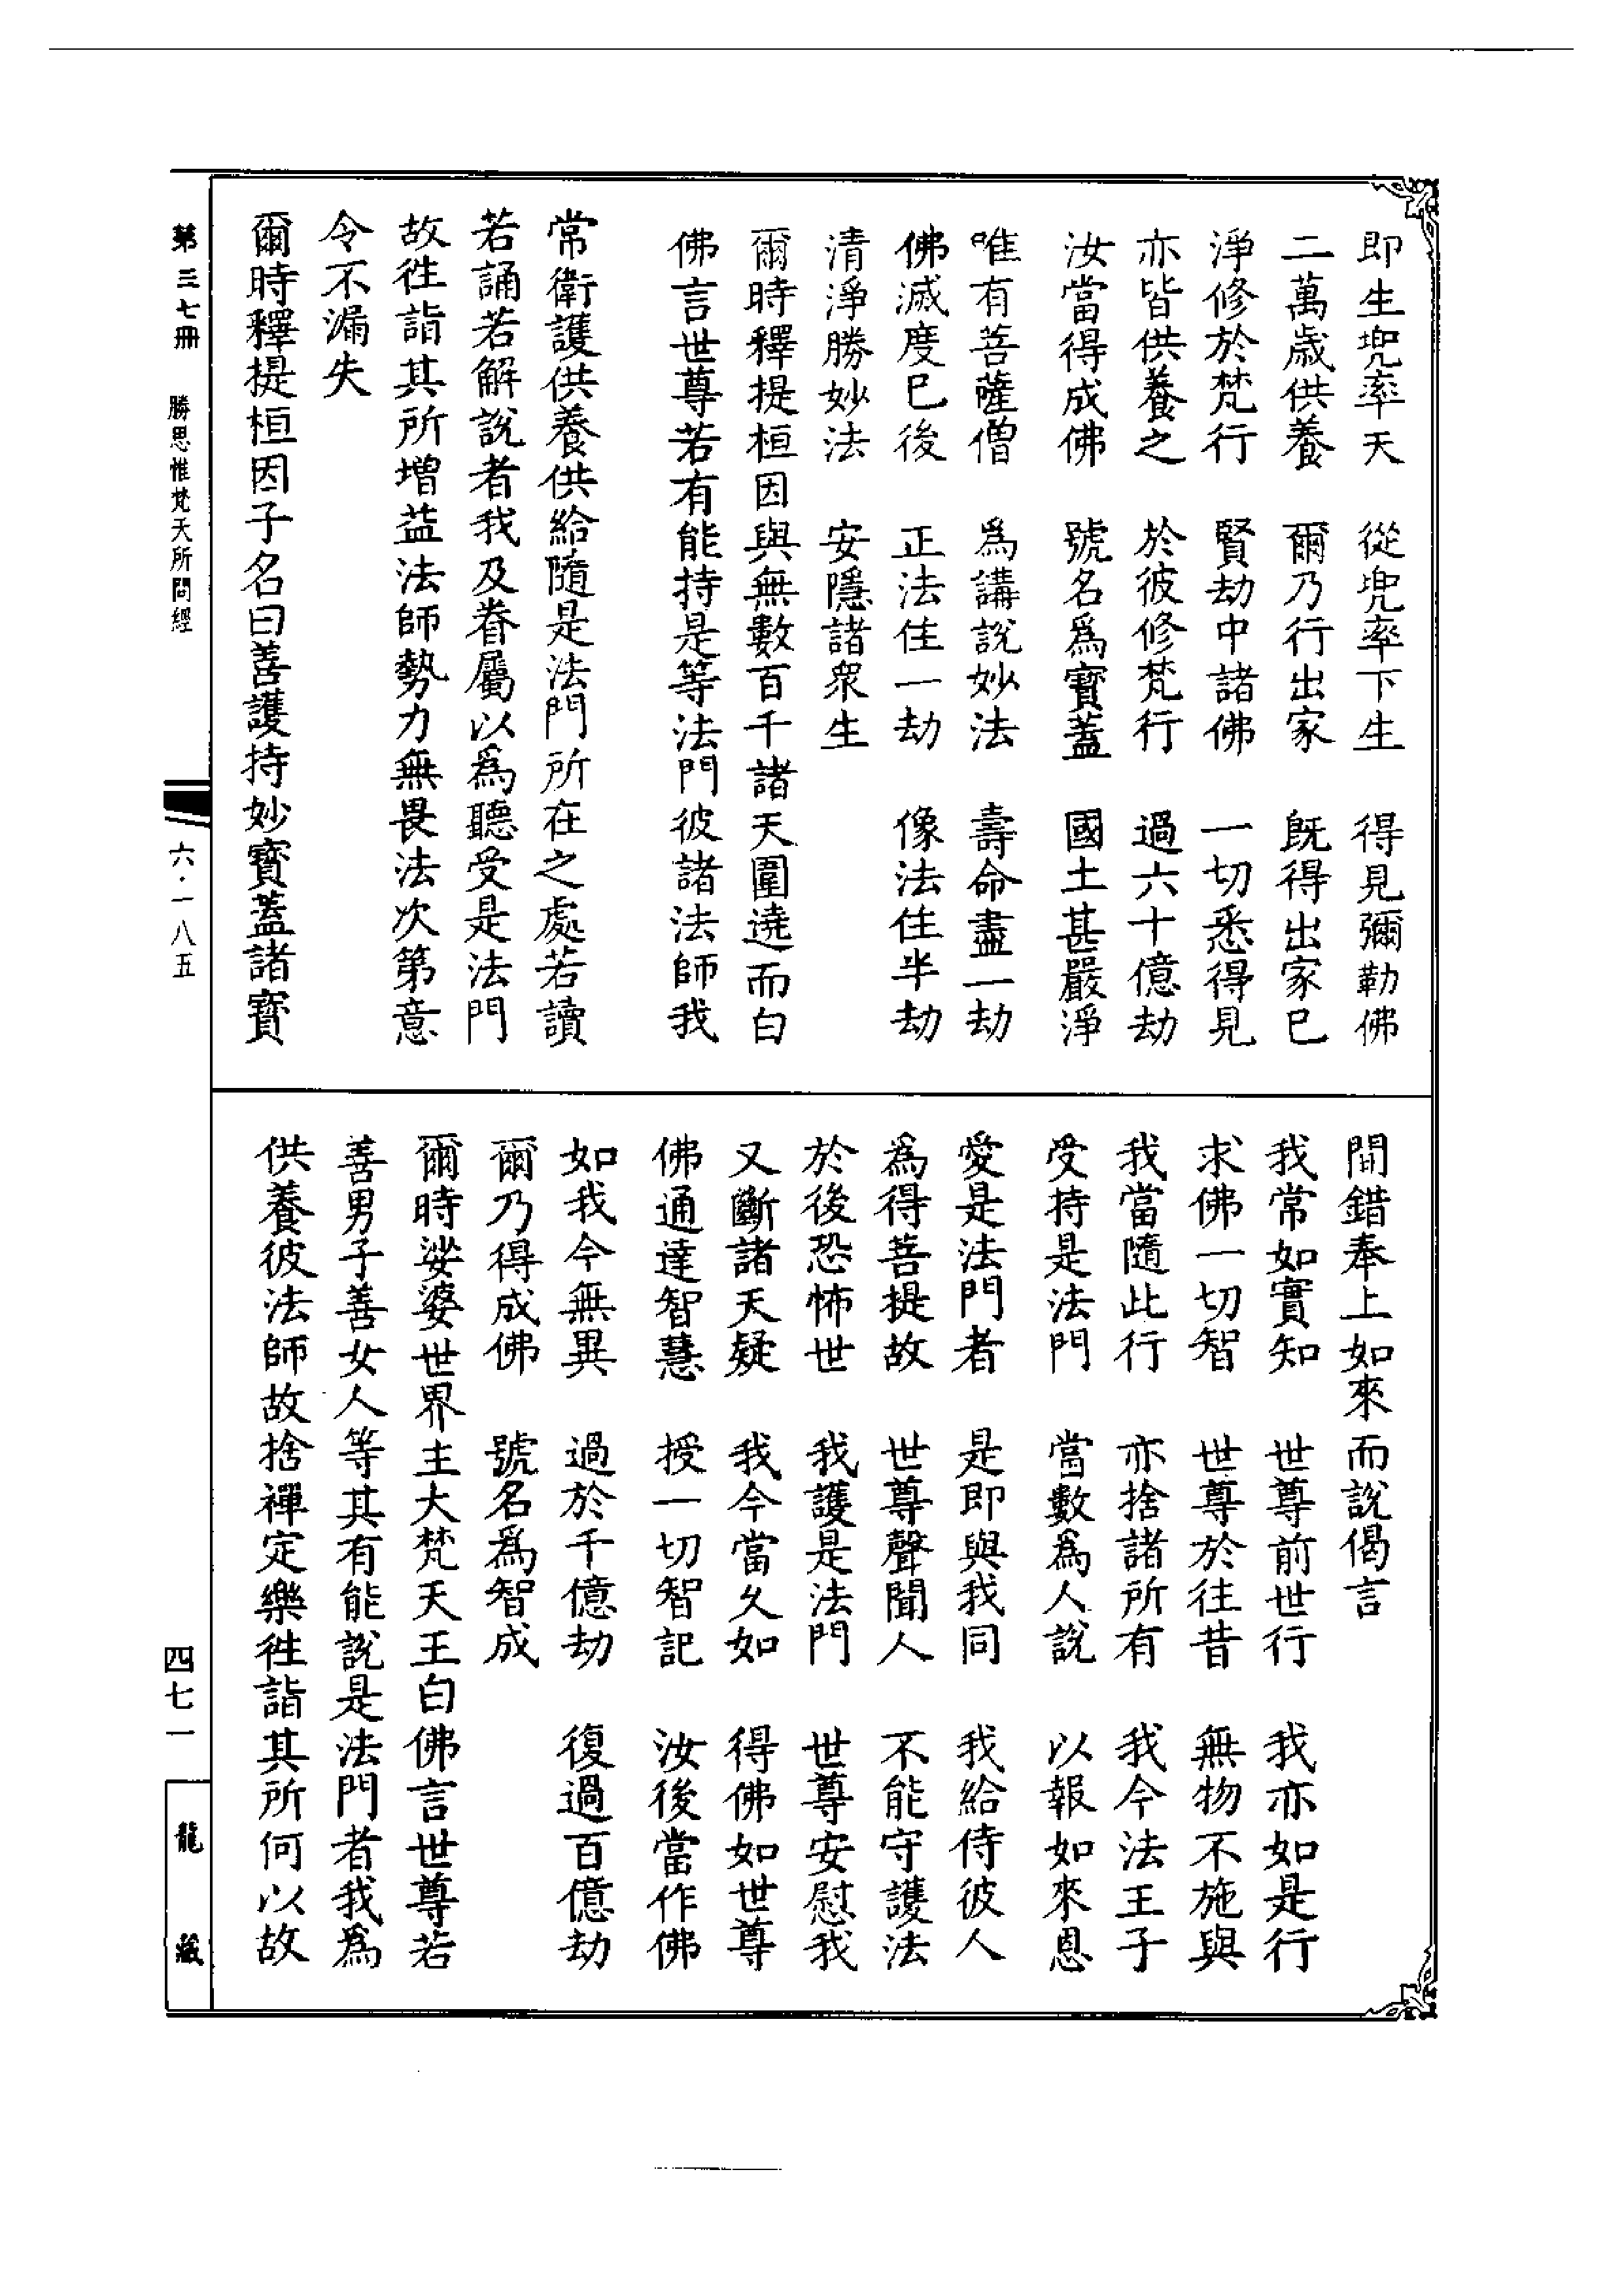 即生兜率天　從兜率下生　得見彌勒佛
二萬歲供養　爾乃行出家　既得出家已
淨修於梵行　賢劫中諸佛　一切悉得見
亦皆供養之　於彼修梵行　過六十億劫
汝當得成佛　號名爲寶蓋　國土甚嚴淨
唯有菩薩僧　爲講說妙法　壽命盡一劫
佛滅度已後　正法住一劫　像法住半劫
清淨勝妙法　安隱諸衆生
爾時釋提桓因與無數百千諸天圍遶而白
佛言世尊若有能持是等法門彼諸法師我
常衛護供養供給隨是法門所在之處若讀
若誦若解說者我及眷屬以爲聽受是法門
故徃詣其所增益法師勢力無畏法次第意
令不漏失
爾時釋提桓因子名曰善護持妙寶蓋諸寶
間錯奉上如來而說偈言
我常如實知　世尊前世行　我亦如是行
求佛一切智　世尊於往昔　無物不施與
我當隨此行　亦捨諸所有　我今法王子
受持是法門　當數為人說　以報如來恩
愛是法門者　是即與我同　我給侍彼人
爲得菩提故　世尊聲聞人　不能守護法
於後恐怖世　我護是法門　世尊安慰我
又斷諸天疑　我今當久如　得佛如世尊
佛通達智慧　授一切智記　汝後當作佛
如我今無異　過於千億劫　復過百億劫
爾乃得成佛　號名爲智成
爾時娑婆世界主大梵天王白佛言世尊若
善男子善女人等其有能說是法門者我爲
供養彼法師故捨禪定樂徃詣其所何以故
第三七冊　勝思惟梵天所問經　六·一八五　四七一　龍藏